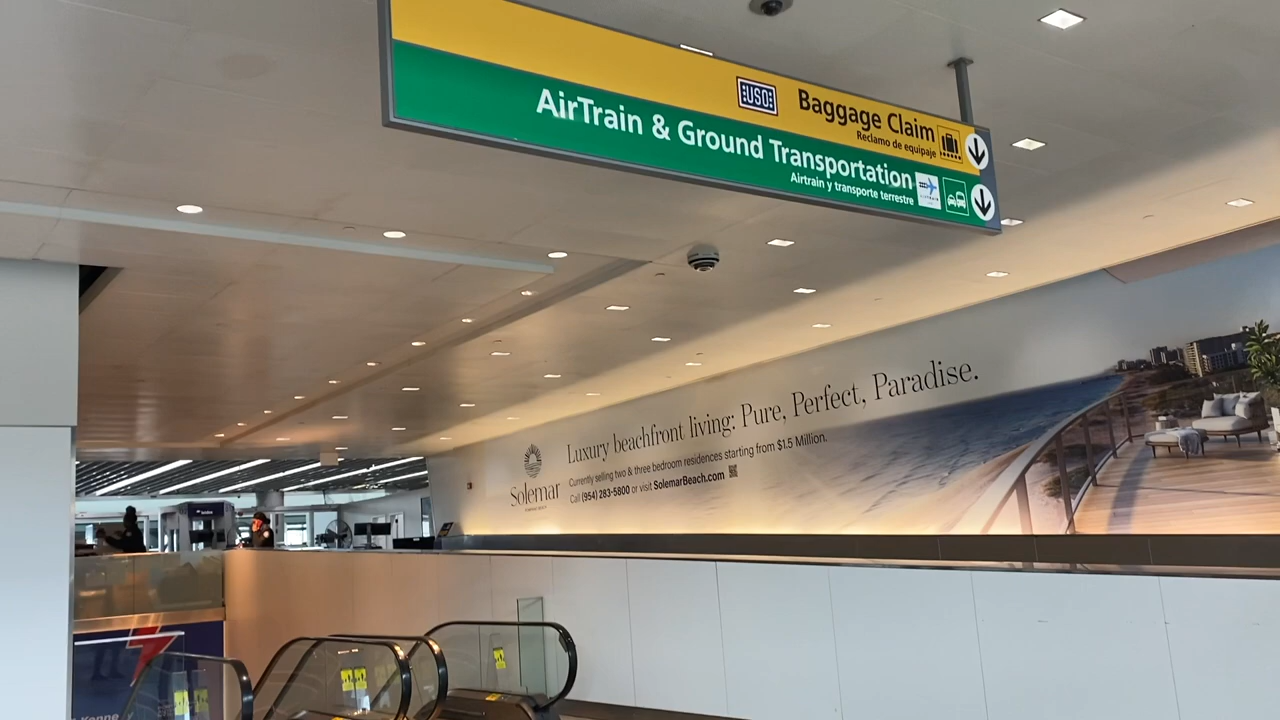 USO
Baggage Claim
Reclamo de equipaje
AirTrain & Ground Transportation
Airtrain y transporte terrestre
AIRTRAIN
Luxury beachfront living: Pure, Perfect, Paradise.
Solemar
Currently selling two & three bedroom residences starting from $1.5 Million.
Call (954) 283-5800 or visit SolemarBeach.com